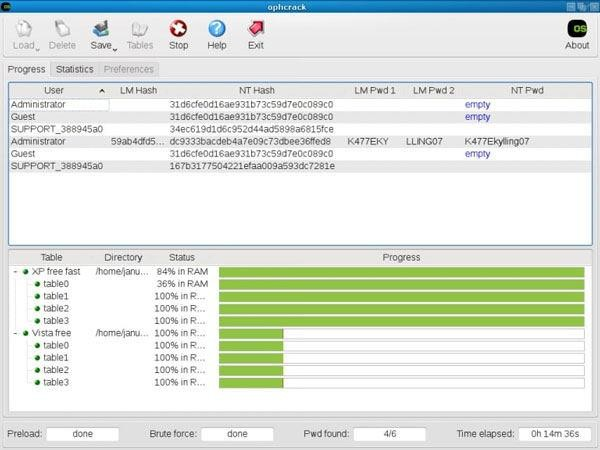 ophcrack
Load Delete Save Tables Stop Help Exit OS About
Progress Statistics Preferences
User LM Hash NT Hash LM Pwd 1 LM Pwd 2 NT Pwd
Administrator 31d6cfe0d16ae931b73c59d7e0c089c0 empty
Guest 31d6cfe0d16ae931b73c59d7e0c089c0 empty
SUPPORT_388945a0 34ec619d1d6c952d44ad5898a6815fce
Administrator 59ab4dfd5... dc9333bacdeb4a7e09c73dbee36ffed8 K477EKY LLING07 K477Ekylling07
Guest 31d6cfe0d16ae931b73c59d7e0c089c0 empty
SUPPORT_388945a0 167b3177504221efaa009a593dc7281e
Table Directory Status Progress
XP free fast /home/janu... 84% in RAM
table0 36% in RAM
table1 100% in R...
table2 100% in R...
table3 100% in R...
Vista free /home/janu... 100% in R...
table0 100% in R...
table1 100% in R...
table2 100% in R...
table3 100% in R...
Preload: done Brute force: done Pwd found: 4/6 Time elapsed: 0h 14m 36s